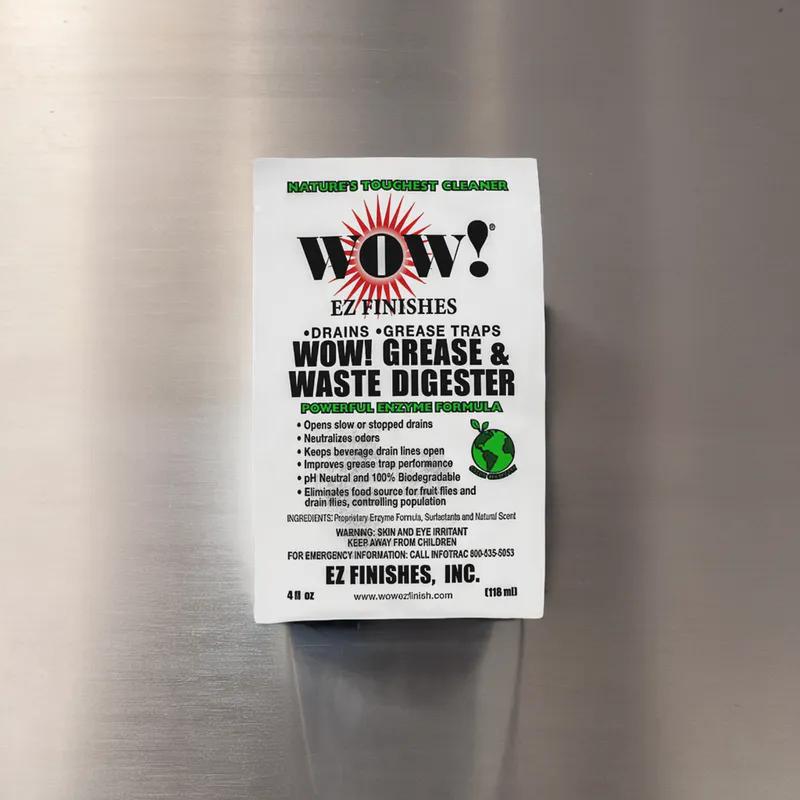 NATURE'S TOUGHEST CLEANER
WOW!®
EZ FINISHES
•DRAINS •GREASE TRAPS
WOW! GREASE &
WASTE DIGESTER
POWERFUL ENZYME FORMULA
• Opens slow or stopped drains
• Neutralizes odors
• Keeps beverage drain lines open
• Improves grease trap performance
• pH Neutral and 100% Biodegradable
• Eliminates food source for fruit flies and
drain flies, controlling population
INGREDIENTS: Proprietary Enzyme Formula, Surfactants and Natural Scent
WARNING: SKIN AND EYE IRRITANT
KEEP AWAY FROM CHILDREN
FOR EMERGENCY INFORMATION: CALL INFOTRAC 800-535-5053
EZ FINISHES, INC.
4 fl oz
www.wowezfinish.com
(118 ml)